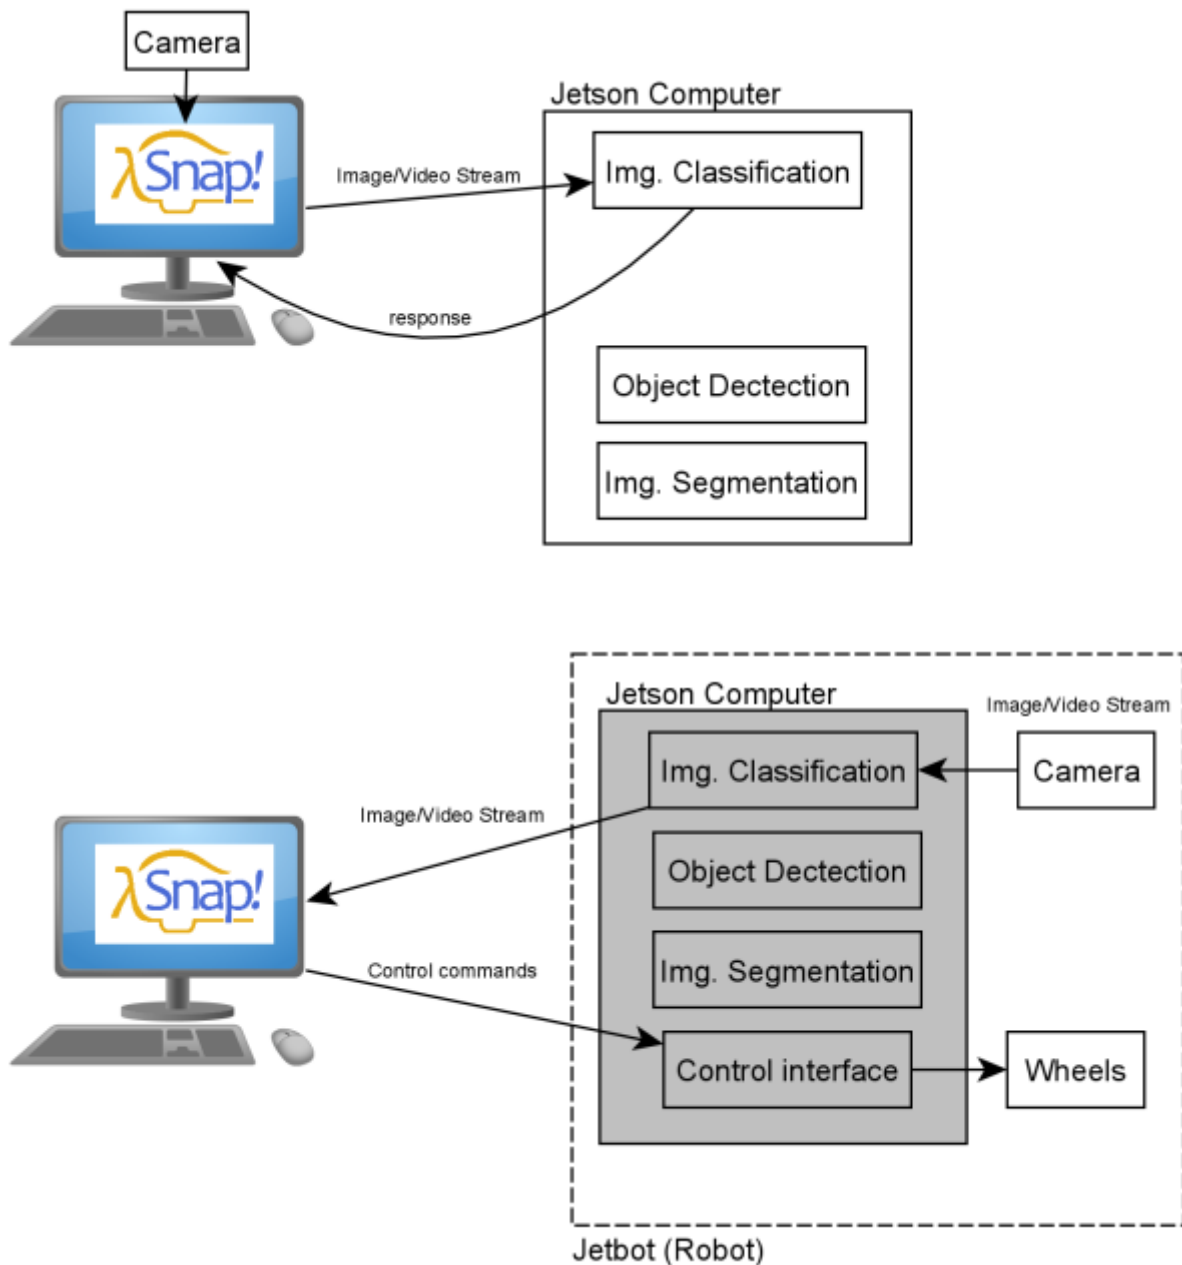 Camera
Jetson Computer
λSnap!
Image/Video Stream
Img. Classification
response
Object Dectection
Img. Segmentation
Jetson Computer
Image/Video Stream
Img. Classification
Camera
Image/Video Stream
Object Dectection
λSnap!
Img. Segmentation
Control commands
Control interface
Wheels
Jetbot (Robot)